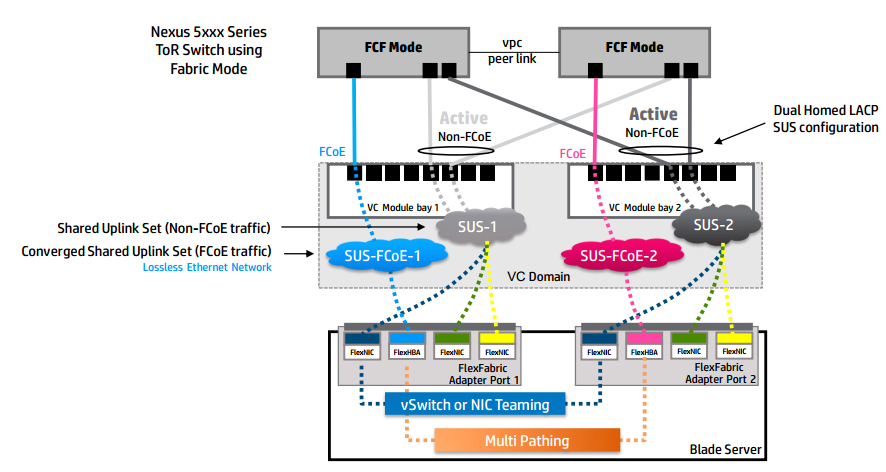 Nexus 5xxx Series
ToR Switch using
Fabric Mode
FCF Mode
vpc
peer link
FCF Mode
Active
Non-FCoE
Active
Non-FCoE
Dual Homed LACP
SUS configuration
FCoE
FCoE
VC Module bay 1
VC Module bay 2
Shared Uplink Set (Non-FCoE traffic)
SUS-1
SUS-2
Converged Shared Uplink Set (FCoE traffic)
Lossless Ethernet Network
SUS-FCoE-1
SUS-FCoE-2
VC Domain
FlexNIC
FlexHBA
FlexNIC
FlexNIC
FlexNIC
FlexHBA
FlexNIC
FlexNIC
FlexFabric
Adapter Port 1
FlexFabric
Adapter Port 2
vSwitch or NIC Teaming
Multi Pathing
Blade Server